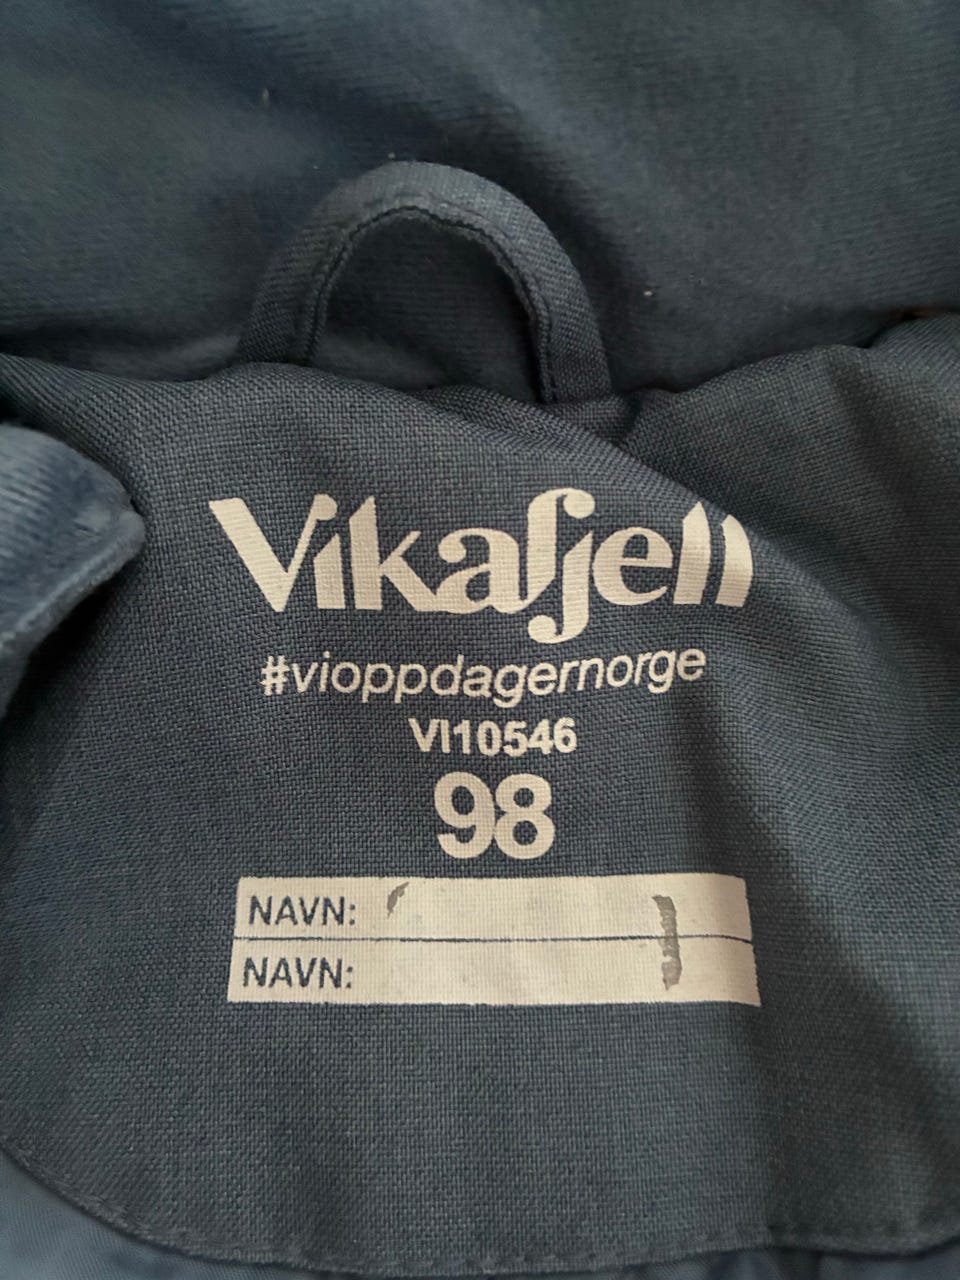 Vikafjell
#vioppdagernorge
VI10546
98
NAVN:
NAVN: